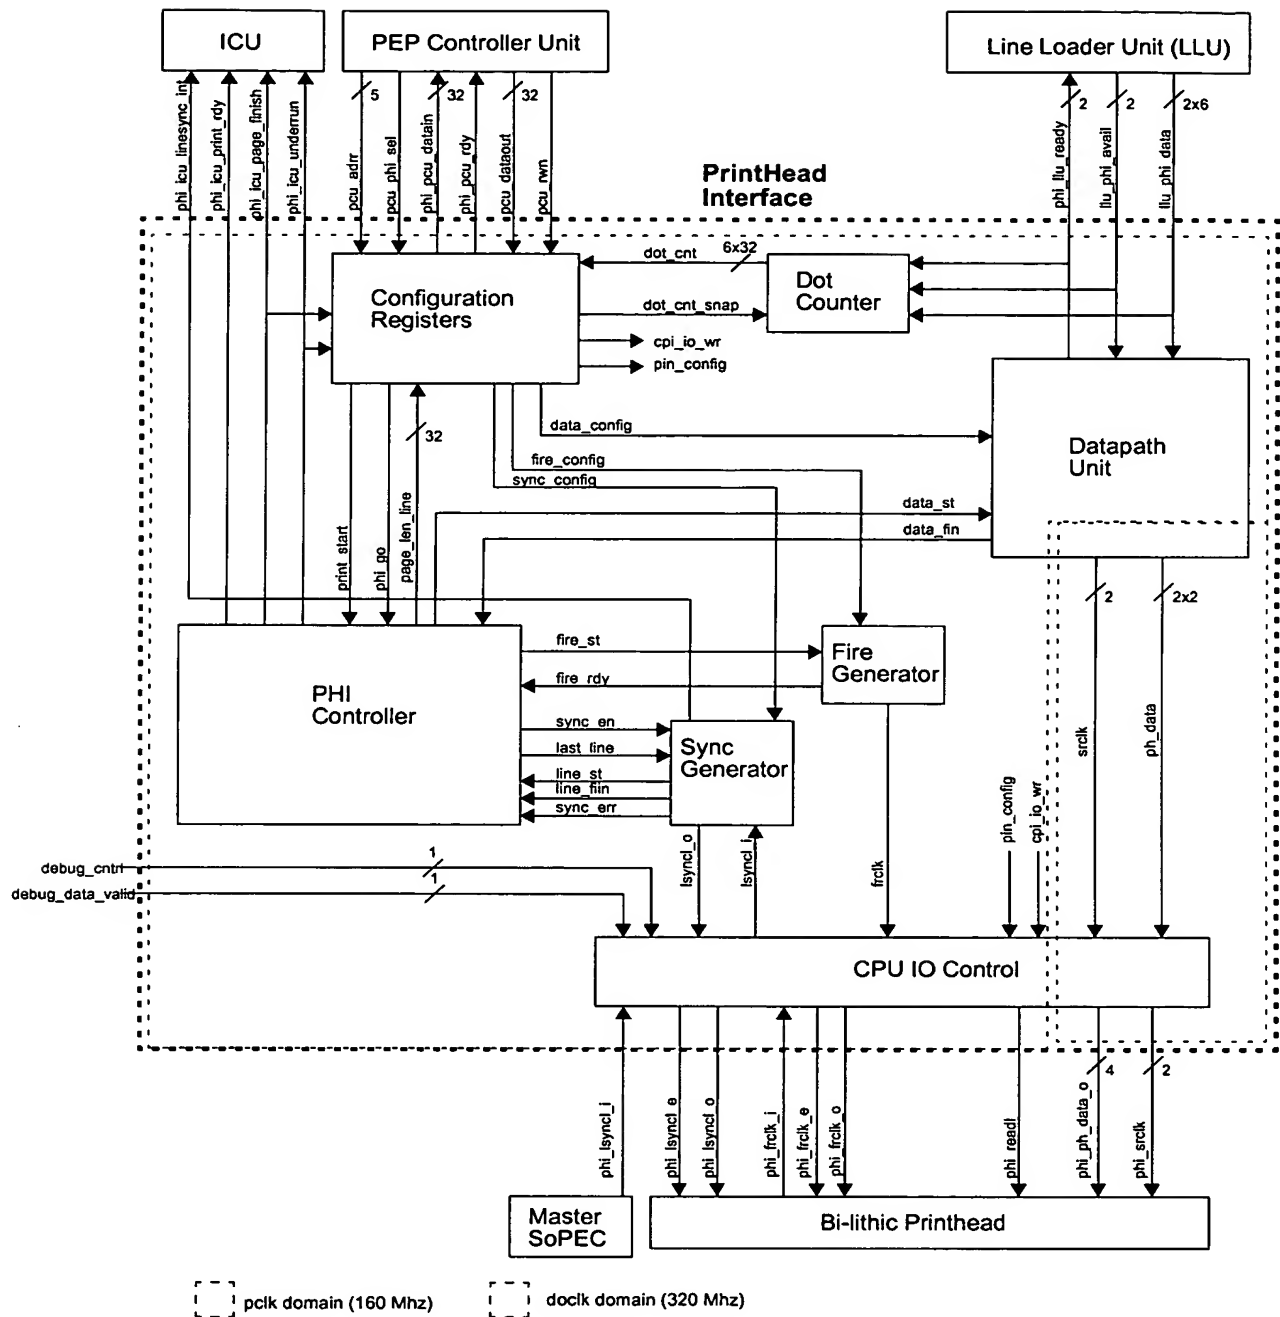 ICU
PEP Controller Unit
Line Loader Unit (LLU)
phi_icu_linesync_int
phi_icu_print_rdy
phi_icu_page_finish
phi_icu_underrun
5
32
32
pcu_adrr
pcu_phi_sel
phi_pcu_datain
phi_pcu_rdy
pcu_dataout
pcu_rwn
2
2
2x6
phi_llu_ready
llu_phi_avail
llu_phi_data
PrintHead
Interface
Configuration
Registers
dot_cnt
6x32
dot_cnt_snap
cpi_io_wr
pin_config
Dot
Counter
32
data_config
fire_config
sync_config
Datapath
Unit
data_st
data_fin
print_start
phi_go
page_len_line
2
2x2
PHI
Controller
fire_st
fire_rdy
Fire
Generator
sync_en
last_line
line_st
line_fiin
sync_err
Sync
Generator
srclk
ph_data
pin_config
cpi_io_wr
lsyncl_o
lsyncl_i
frclk
debug_cntrl
1
debug_data_valid
1
CPU IO Control
4
2
phi_lsyncl_i
phi_lsyncl_e
phi_lsyncl_o
phi_frclk_i
phi_frclk_e
phi_frclk_o
phi_readl
phi_ph_data_o
phi_srclk
Master
SoPEC
Bi-lithic Printhead
pclk domain (160 Mhz)
doclk domain (320 Mhz)